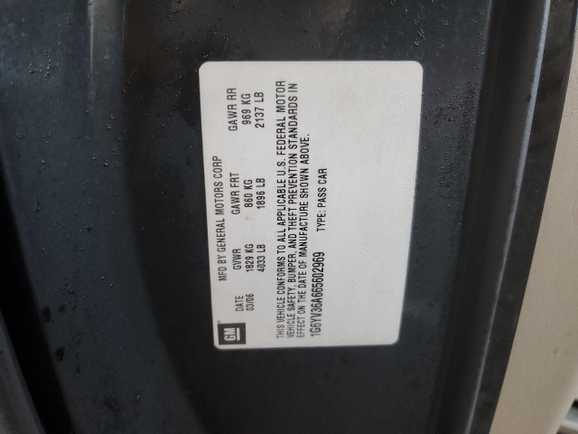 GM
MFD BY GENERAL MOTORS CORP
DATE GVWR GAWR FRT GAWR RR
03/06 1829 KG 860 KG 969 KG
4033 LB 1896 LB 2137 LB
THIS VEHICLE CONFORMS TO ALL APPLICABLE U.S. FEDERAL MOTOR
VEHICLE SAFETY, BUMPER, AND THEFT PREVENTION STANDARDS IN
EFFECT ON THE DATE OF MANUFACTURE SHOWN ABOVE.
1G6YV36A665602969 TYPE: PASS CAR